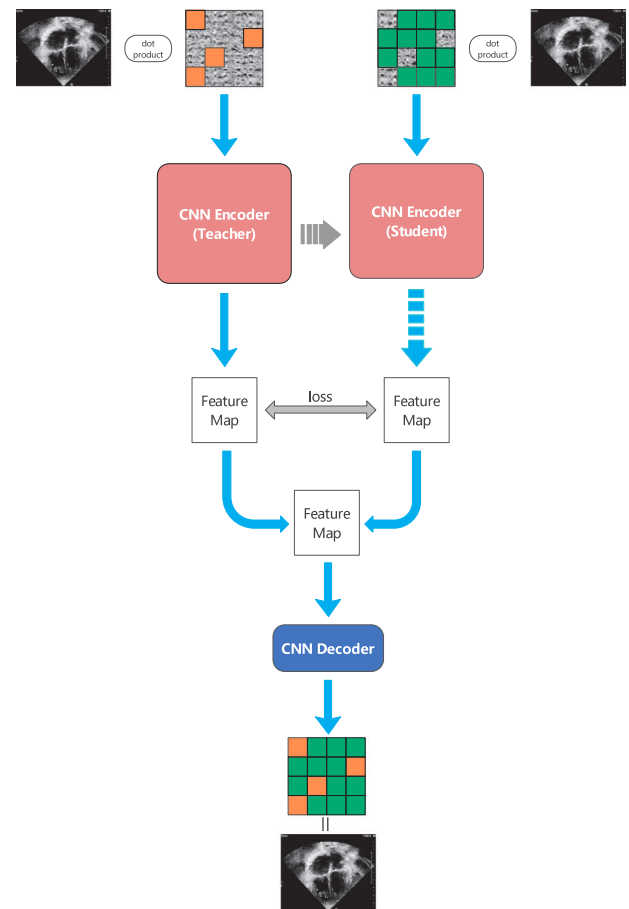 dot
product
dot
product
CNN Encoder
(Teacher)
CNN Encoder
(Student)
Feature
Map
loss
Feature
Map
Feature
Map
CNN Decoder